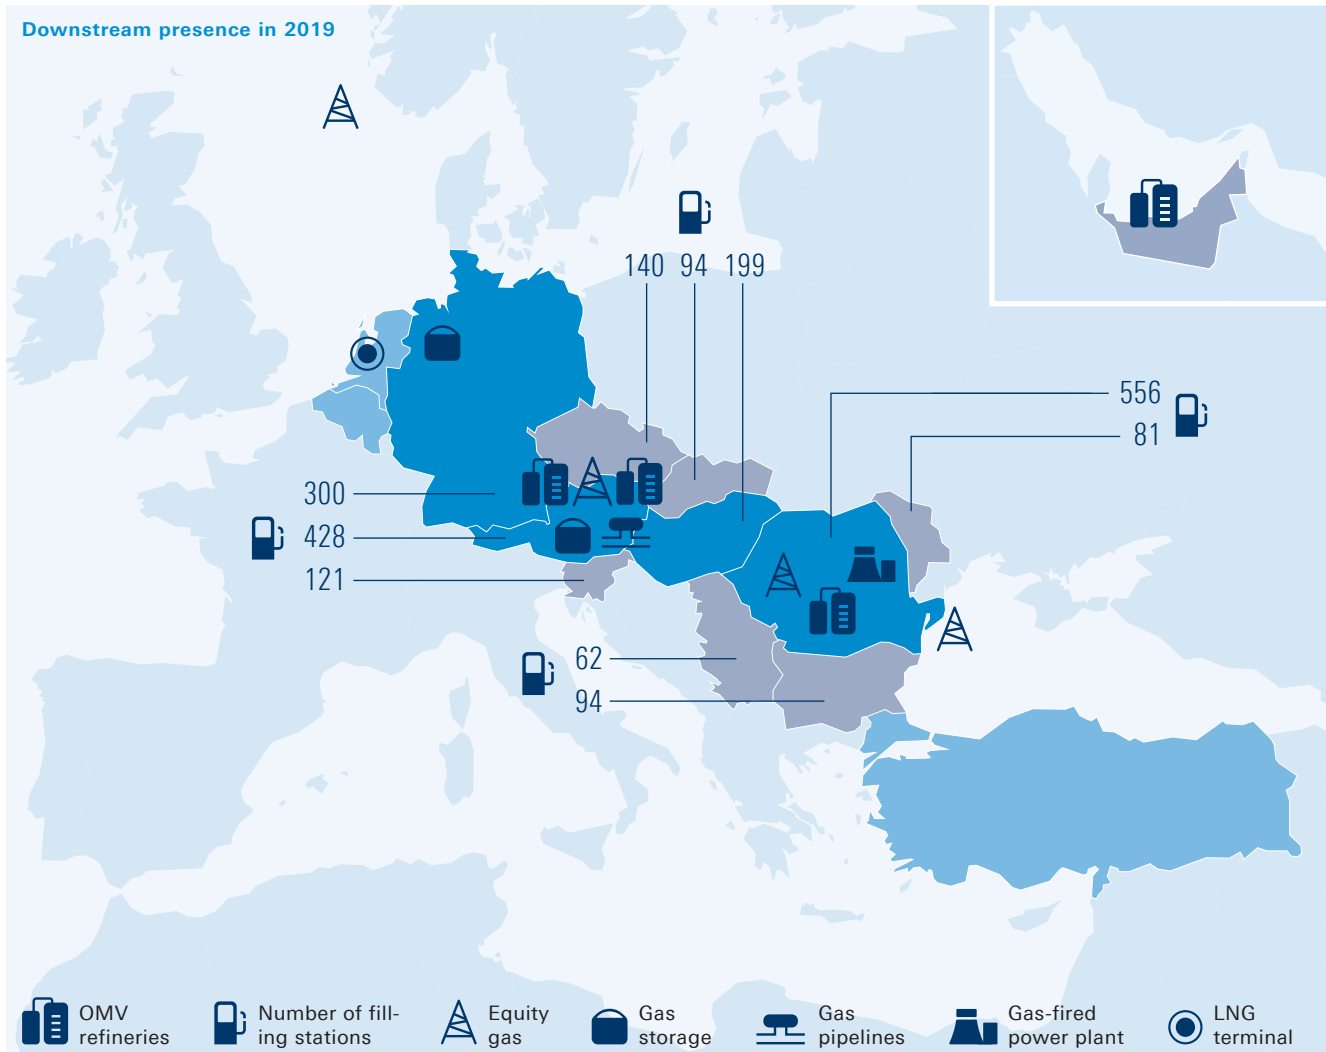 Downstream presence in 2019
140 94 199
556
81
300
428
121
62
94
OMV
refineries
Number of fill-
ing stations
Equity
gas
Gas
storage
Gas
pipelines
Gas-fired
power plant
LNG
terminal